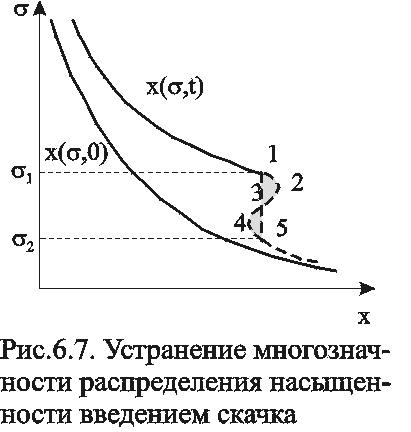 σ
x(σ,t)
x(σ,0)
1
σ₁
3 2
4 5
σ₂
x
Рис.6.7. Устранение многознач-
ности распределения насыщен-
ности введением скачка